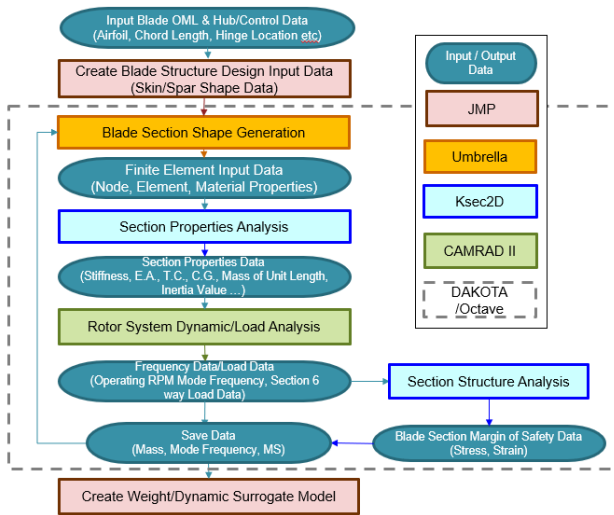 Input Blade OML & Hub/Control Data
(Airfoil, Chord Length, Hinge Location etc)
Create Blade Structure Design Input Data
(Skin/Spar Shape Data)
Blade Section Shape Generation
Finite Element Input Data
(Node, Element, Material Properties)
Section Properties Analysis
Section Properties Data
(Stiffness, E.A., T.C., C.G., Mass of Unit Length,
Inertia Value ...)
Rotor System Dynamic/Load Analysis
Frequency Data/Load Data
(Operating RPM Mode Frequency, Section 6
way Load Data)
Section Structure Analysis
Save Data
(Mass, Mode Frequency, MS)
Blade Section Margin of Safety Data
(Stress, Strain)
Create Weight/Dynamic Surrogate Model
Input / Output
Data
JMP
Umbrella
Ksec2D
CAMRAD II
DAKOTA
/Octave